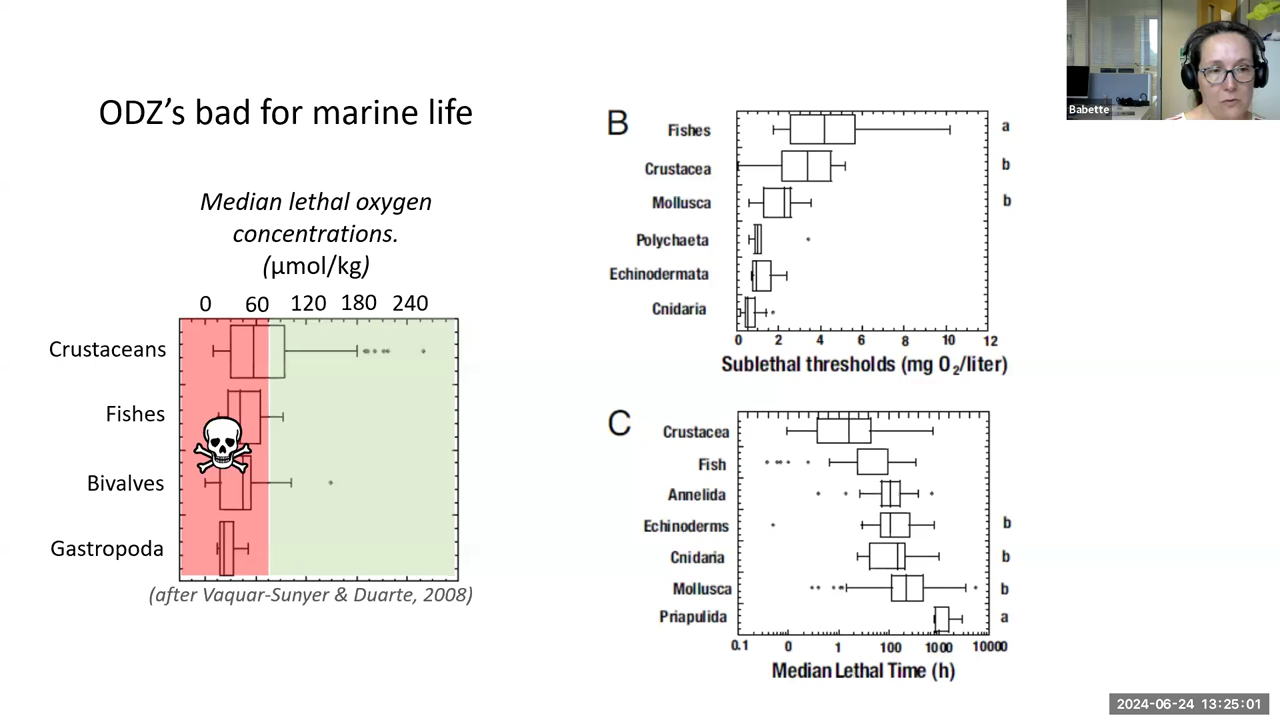 ODZ’s bad for marine life
Median lethal oxygen
concentrations.
(µmol/kg)
0 60 120 180 240
Crustaceans
Fishes
Bivalves
Gastropoda
(after Vaquar-Sunyer & Duarte, 2008)
B
Fishes a
Crustacea b
Mollusca b
Polychaeta
Echinodermata
Cnidaria
0 2 4 6 8 10 12
Sublethal thresholds (mg O₂/liter)
C
Crustacea
Fish
Annelida
Echinoderms b
Cnidaria b
Mollusca b
Priapulida a
0.1 0 1 100 1000 10000
Median Lethal Time (h)
Babette
2024-06-24 13:25:01